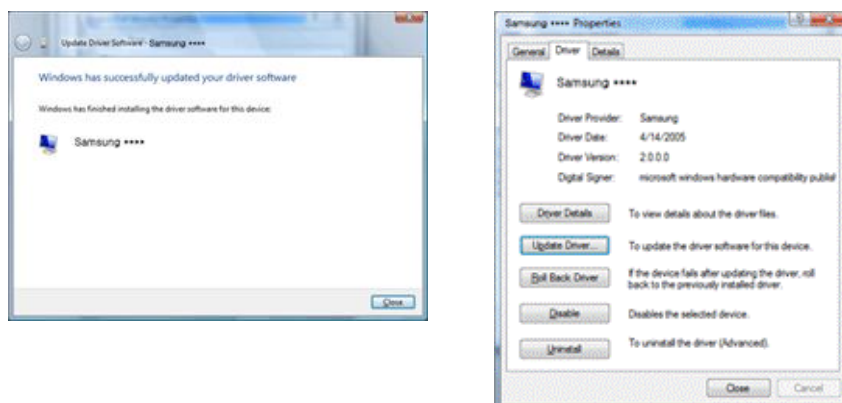 Update Driver Software - Samsung ****
Windows has successfully updated your driver software
Windows has finished installing the driver software for this device:
Samsung ****
Close
Samsung **** Properties
General Driver Details
Samsung ****
Driver Provider: Samsung
Driver Date: 4/14/2005
Driver Version: 2.0.0.0
Digital Signer: microsoft windows hardware compatibility publis
Driver Details To view details about the driver files.
Update Driver... To update the driver software for this device.
Roll Back Driver If the device fails after updating the driver, roll
back to the previously installed driver.
Disable Disables the selected device.
Uninstall To uninstall the driver (Advanced).
Close Cancel